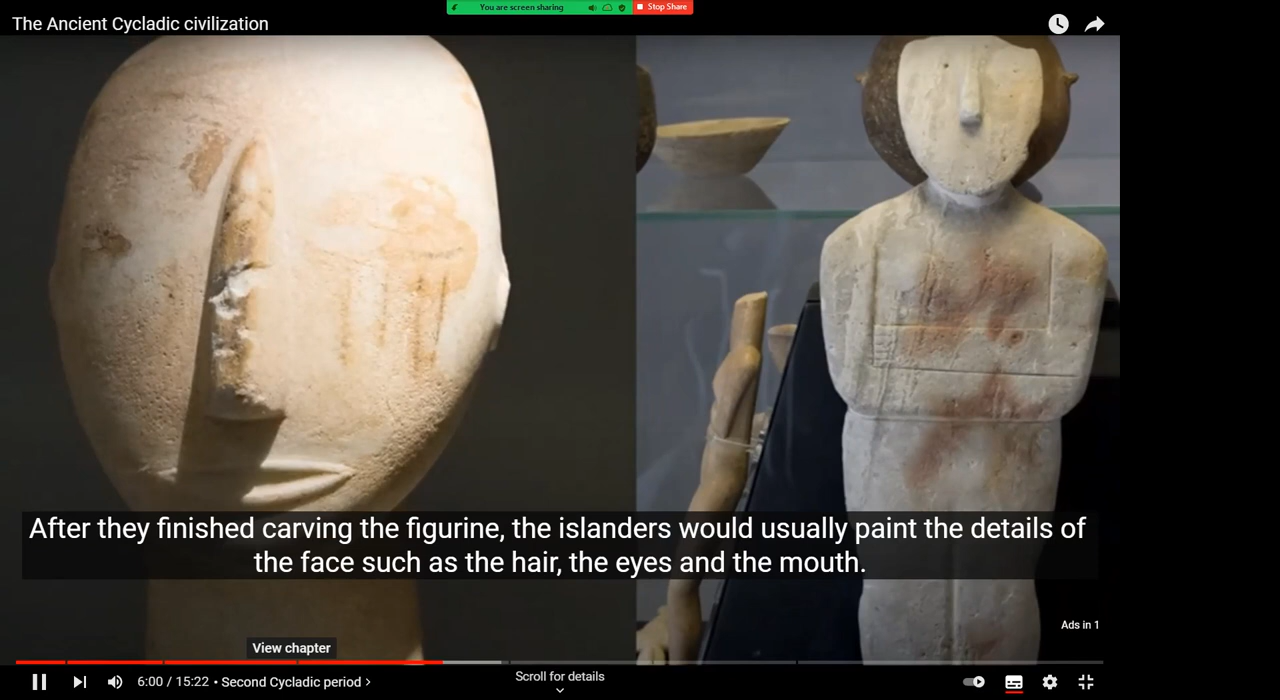 You are screen sharing
Stop Share
The Ancient Cycladic civilization
After they finished carving the figurine, the islanders would usually paint the details of
the face such as the hair, the eyes and the mouth.
Ads in 1
View chapter
6:00 / 15:22 • Second Cycladic period >
Scroll for details